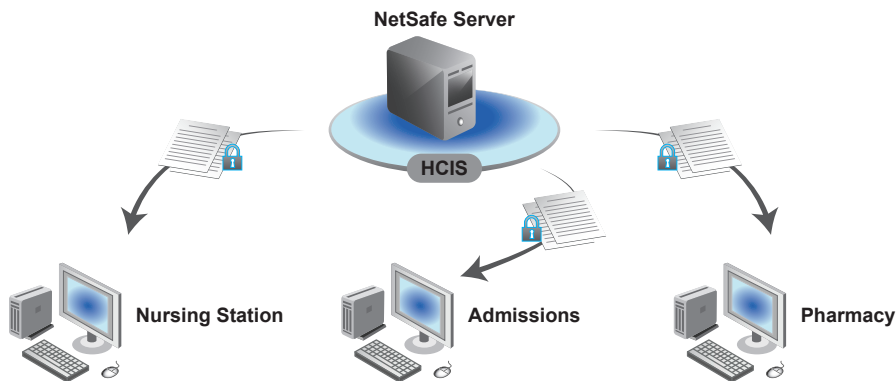 NetSafe Server
HCIS
Nursing Station
Admissions
Pharmacy